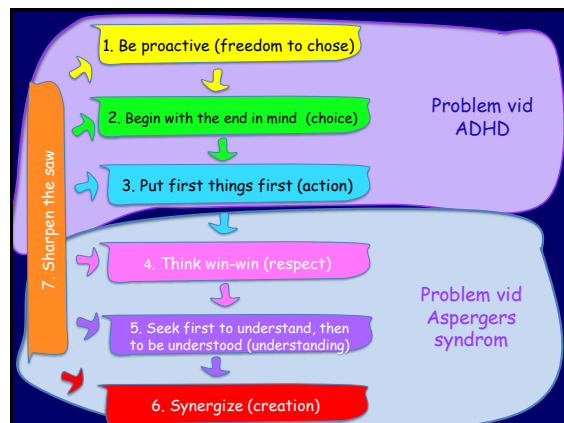 1. Be proactive (freedom to chose)
2. Begin with the end in mind (choice)
3. Put first things first (action)
Problem vid
ADHD
7. Sharpen the saw
4. Think win-win (respect)
5. Seek first to understand, then
to be understood (understanding)
6. Synergize (creation)
Problem vid
Aspergers
syndrom